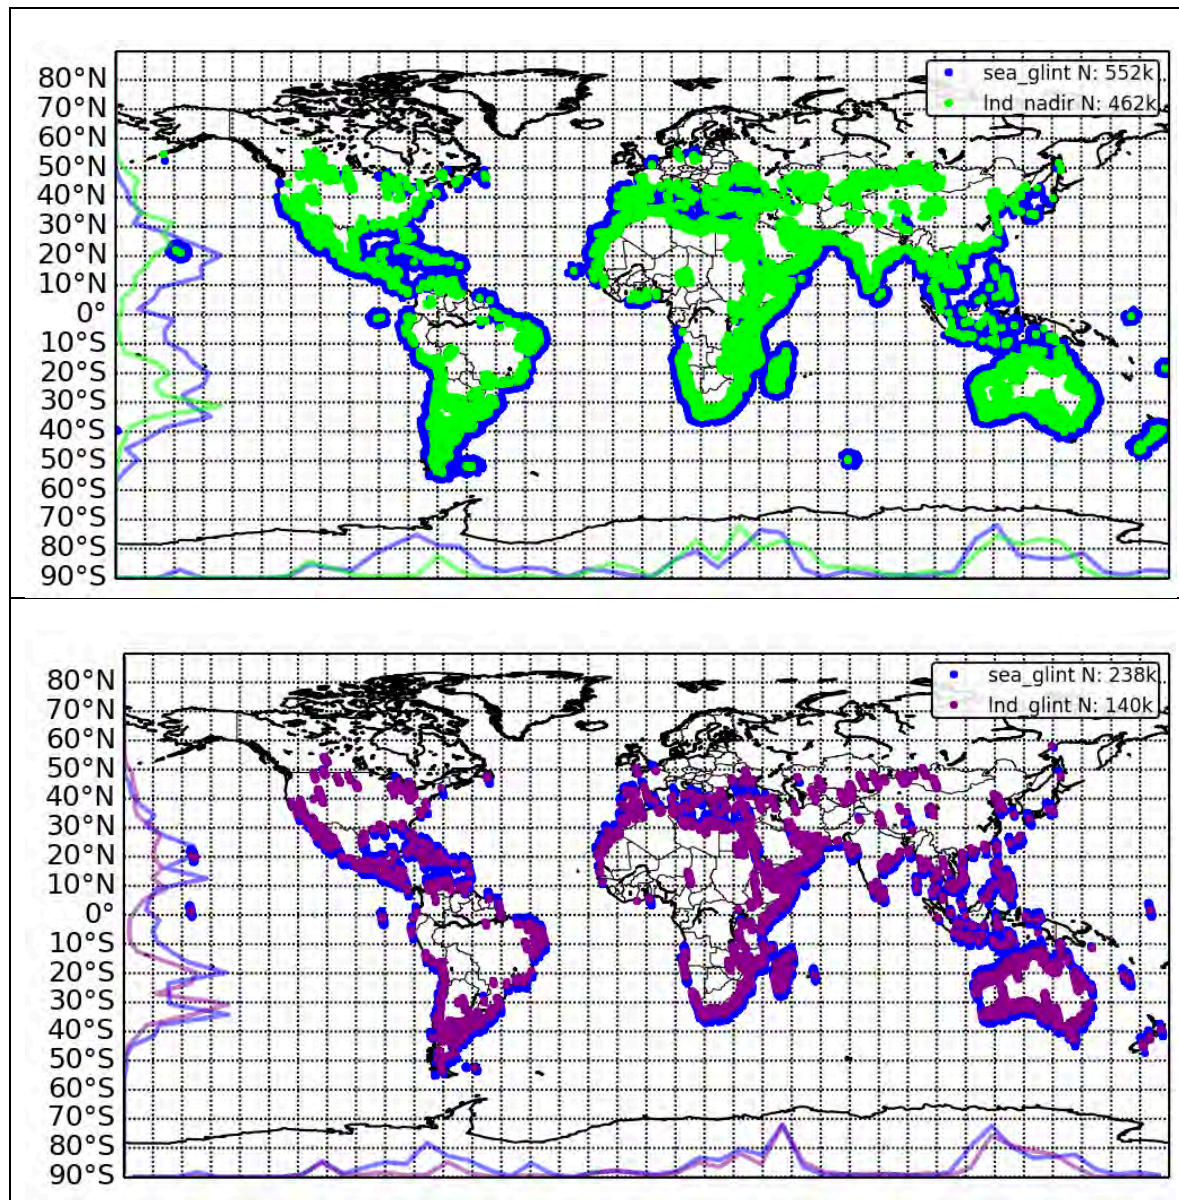 80°N
70°N
60°N
50°N
40°N
30°N
20°N
10°N
0°
10°S
20°S
30°S
40°S
50°S
60°S
70°S
80°S
90°S
sea_glint N: 552k
lnd_nadir N: 462k
80°N
70°N
60°N
50°N
40°N
30°N
20°N
10°N
0°
10°S
20°S
30°S
40°S
50°S
60°S
70°S
80°S
90°S
sea_glint N: 238k
lnd_glint N: 140k